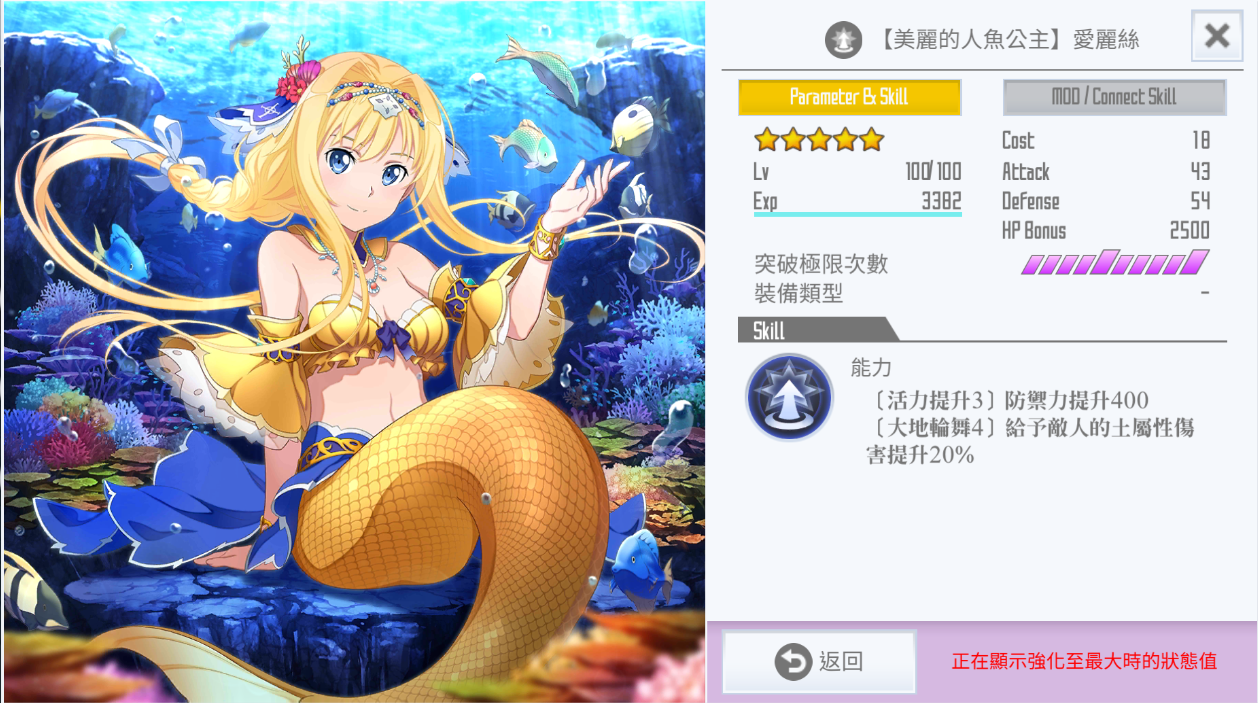 【美麗的人魚公主】愛麗絲
Parameter & Skill
MOD / Connect Skill
Lv 100/100
Exp 3382
Cost 18
Attack 43
Defense 54
HP Bonus 2500
突破極限次數
裝備類型 -
Skill
能力
〔活力提升3〕防禦力提升400
〔大地輪舞4〕給予敵人的土屬性傷
害提升20%
返回
正在顯示強化至最大時的狀態值